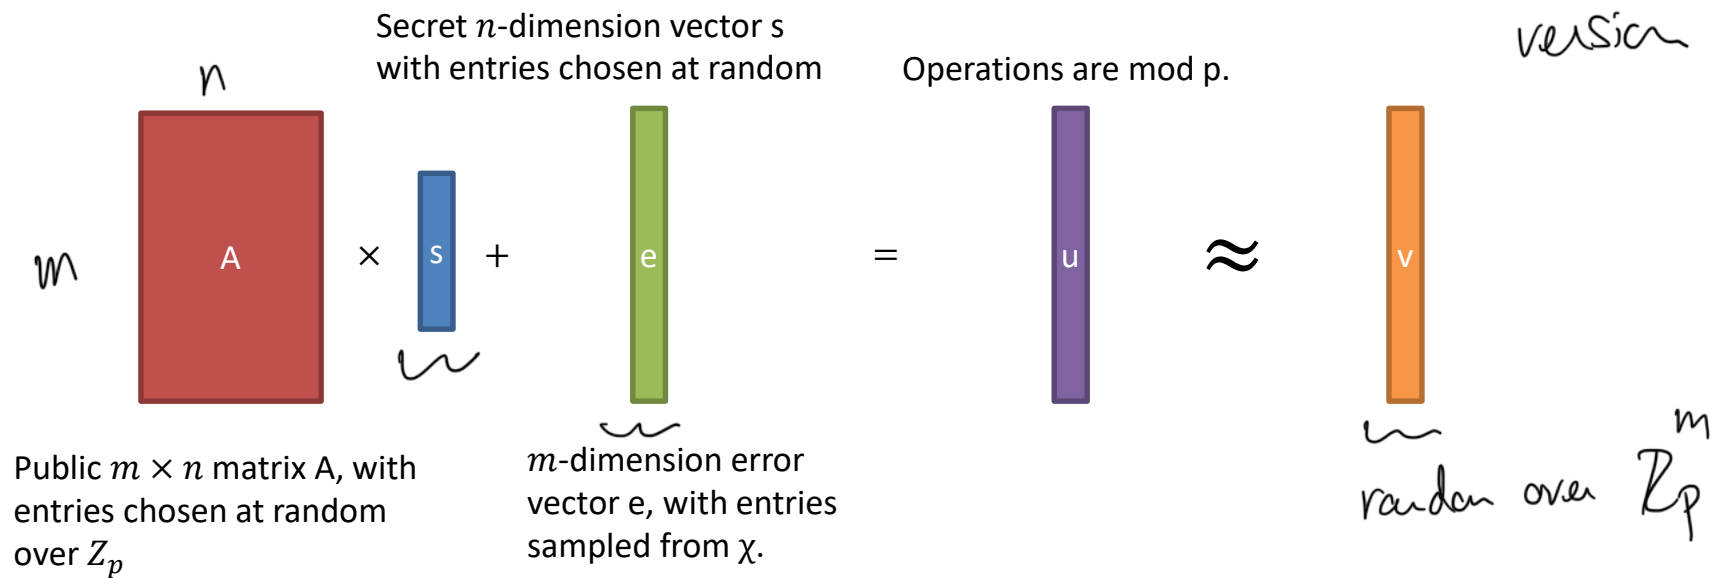 Secret n-dimension vector s
with entries chosen at random
Operations are mod p.
version
n
m
A
×
s
+
e
=
u
≈
v
Public m × n matrix A, with
entries chosen at random
over Z_p
m-dimension error
vector e, with entries
sampled from χ.
random over Z_p^m